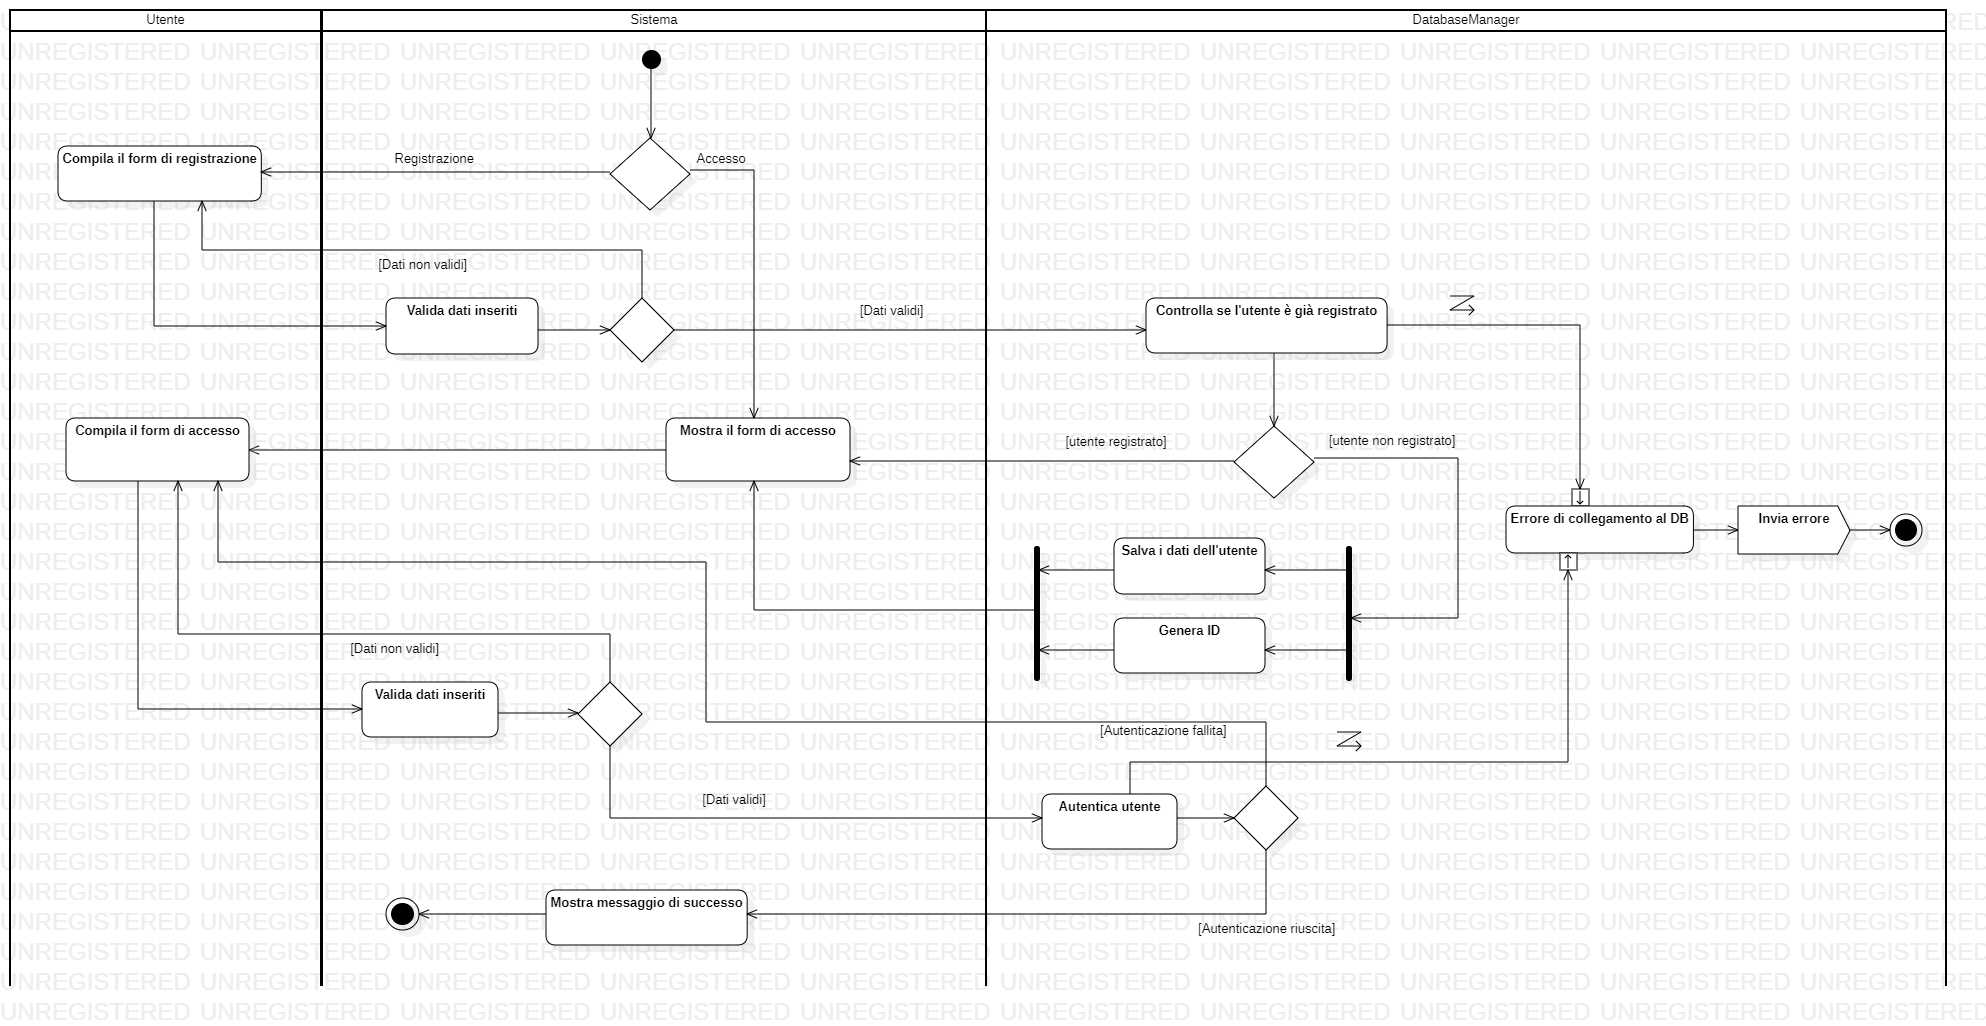 Utente
Sistema
DatabaseManager
Compila il form di registrazione
Registrazione
Accesso
[Dati non validi]
Valida dati inseriti
[Dati validi]
Controlla se l'utente è già registrato
Compila il form di accesso
Mostra il form di accesso
[utente registrato]
[utente non registrato]
Errore di collegamento al DB
Invia errore
Salva i dati dell'utente
Genera ID
[Dati non validi]
Valida dati inseriti
[Autenticazione fallita]
[Dati validi]
Autentica utente
Mostra messaggio di successo
[Autenticazione riuscita]
UNREGISTERED